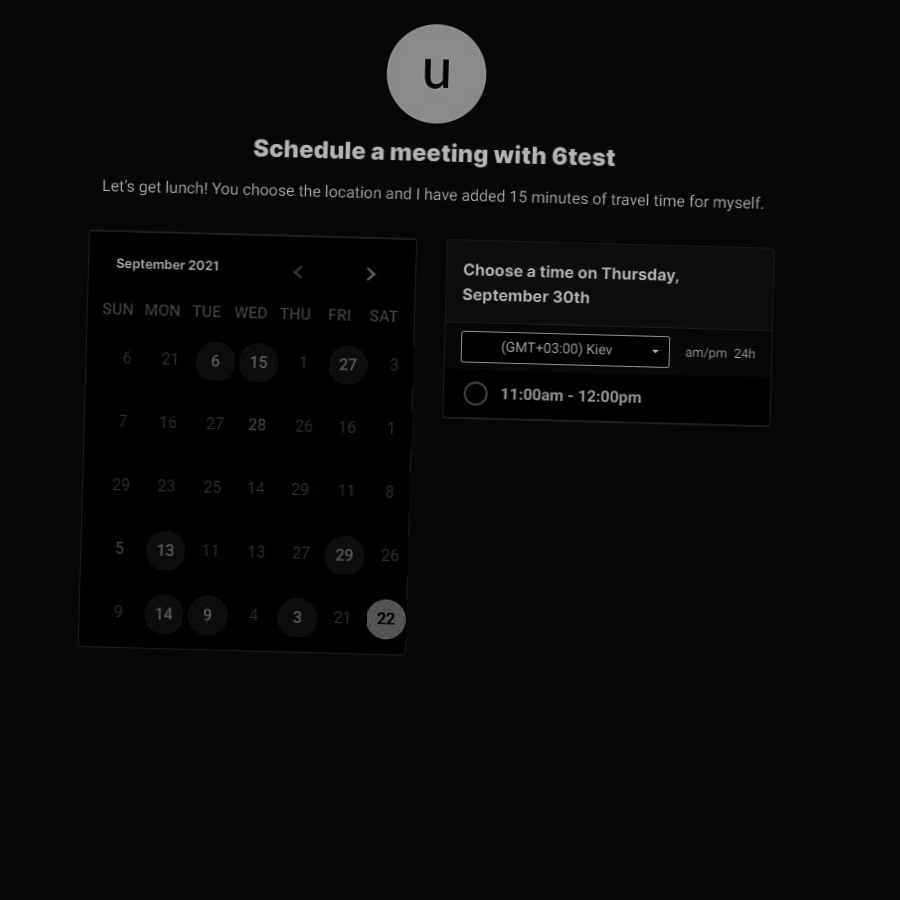 u
Schedule a meeting with 6test
Let's get lunch! You choose the location and I have added 15 minutes of travel time for myself.
September 2021
SUN MON TUE WED THU FRI SAT
6 21 6 15 1 27 3
7 16 27 28 26 16 1
29 23 25 14 29 11 8
5 13 11 13 27 29 26
9 14 9 4 3 21 22
Choose a time on Thursday,
September 30th
(GMT+03:00) Kiev am/pm 24h
11:00am - 12:00pm